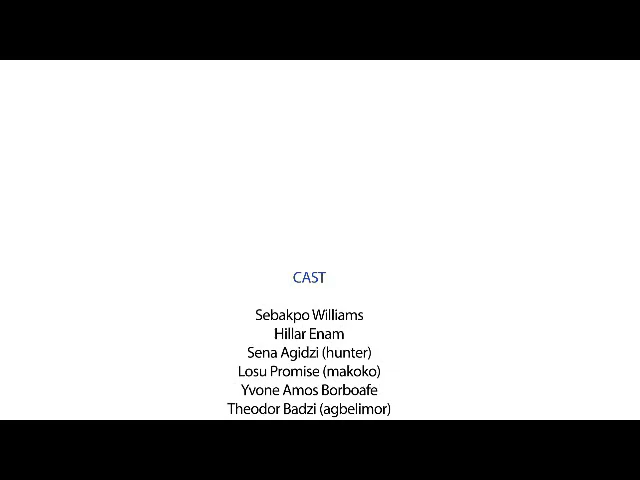 CAST
Sebakpo Williams
Hillar Enam
Sena Agidzi (hunter)
Losu Promise (makoko)
Yvone Amos Borboafe
Theodor Badzi (agbelimor)